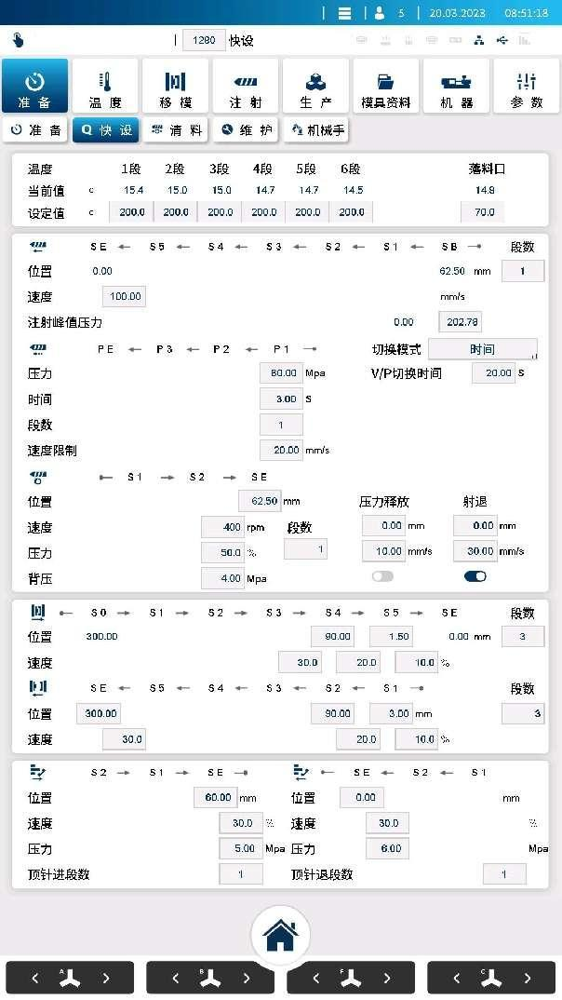 5 20.03.2023 08:51:18
1280 快设
准备 温度 移模 注射 生产 模具资料 机器 参数
准备 快设 清料 维护 机械手
温度 1段 2段 3段 4段 5段 6段 落料口
当前值 c 15.4 15.0 15.0 14.7 14.7 14.5 14.9
设定值 c 200.0 200.0 200.0 200.0 200.0 200.0 70.0
SE ← S5 ← S4 ← S3 ← S2 ← S1 ← SB 段数
位置 0.00 62.50 mm 1
速度 100.00 mm/s
注射峰值压力 0.00 202.78
PE ← P3 ← P2 ← P1 切换模式 时间
压力 60.00 Mpa V/P切换时间 20.00 S
时间 3.00 S
段数 1
速度限制 20.00 mm/s
S1 → S2 → SE
位置 62.50 mm 压力释放 射退
速度 400 rpm 段数 0.00 mm 0.00 mm
压力 50.0 % 1 10.00 mm/s 30.00 mm/s
背压 4.00 Mpa
S0 → S1 → S2 → S3 → S4 → S5 → SE 段数
位置 300.00 90.00 1.50 0.00 mm 3
速度 30.0 20.0 10.0 %
SE ← S5 ← S4 ← S3 ← S2 ← S1 段数
位置 300.00 90.00 3.00 mm 3
速度 30.0 20.0 10.0 %
S2 → S1 → SE SE ← S2 ← S1
位置 60.00 mm 位置 0.00 mm
速度 30.0 % 速度 30.0 %
压力 5.00 Mpa 压力 6.00 Mpa
顶针进段数 1 顶针退段数 1
A B F C